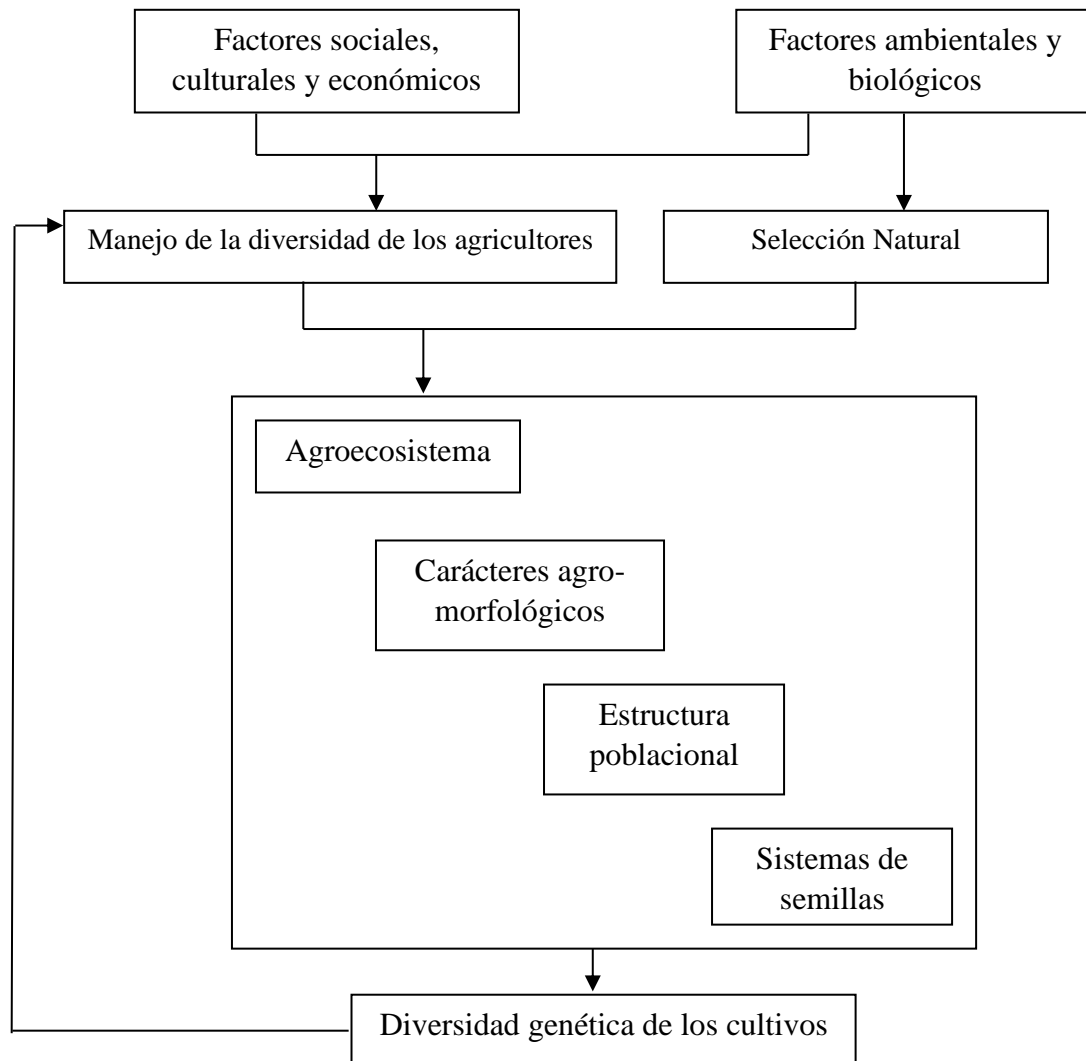 Factores sociales,
culturales y económicos
Factores ambientales y
biológicos
Manejo de la diversidad de los agricultores
Selección Natural
Agroecosistema
Carácteres agro-
morfológicos
Estructura
poblacional
Sistemas de
semillas
Diversidad genética de los cultivos